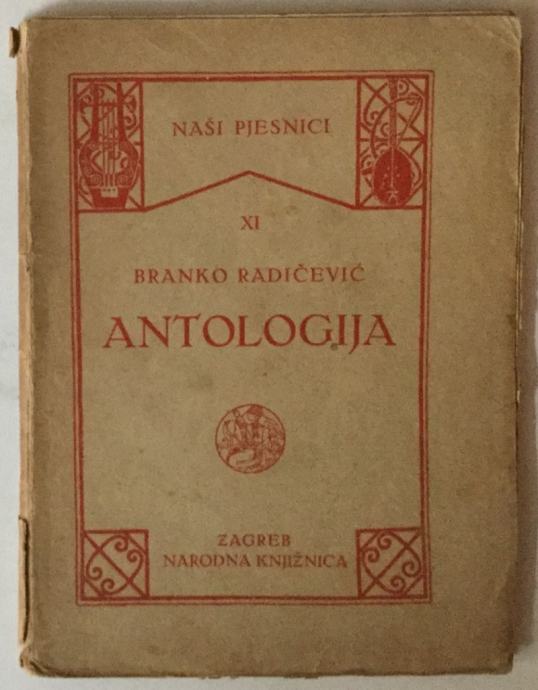 NAŠI PJESNICI
XI
BRANKO RADIČEVIĆ
ANTOLOGIJA
ZAGREB
NARODNA KNJIŽNICA